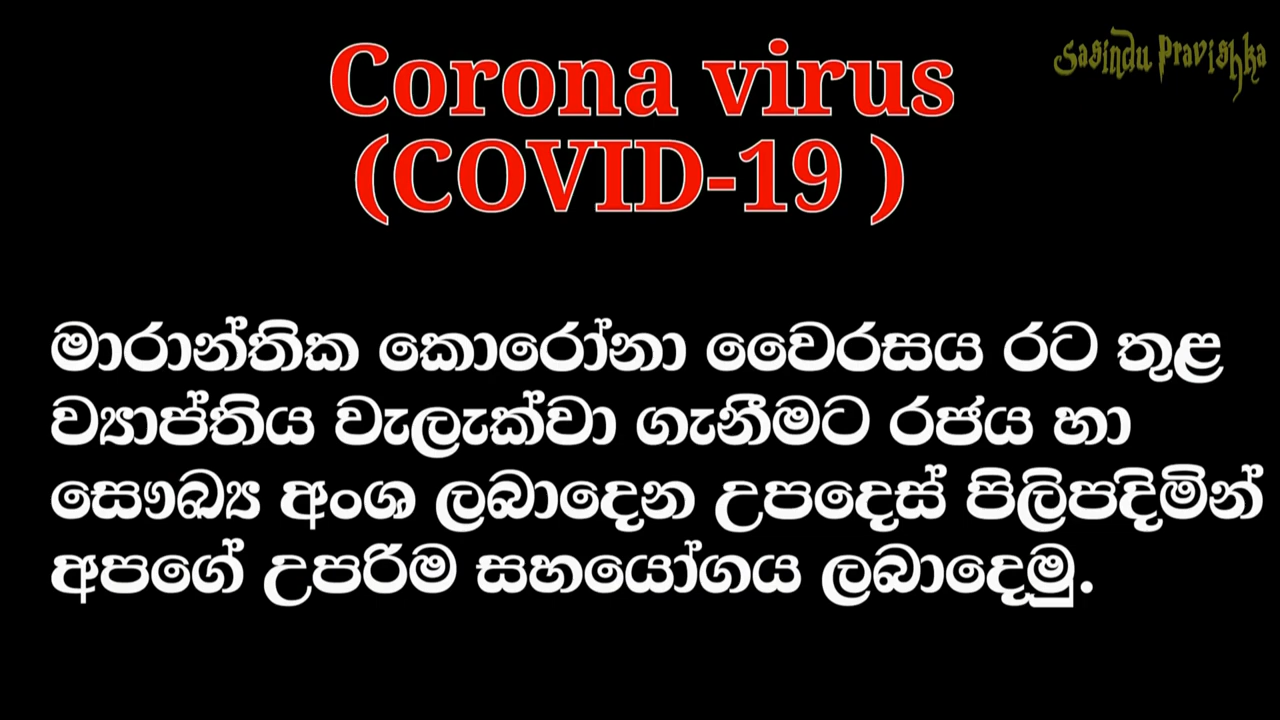 Corona virus
(COVID-19 )
Sasindu Pravishka
මාරාන්තික කොරෝනා වෛරසය රට තුළ
ව්‍යාප්තිය වැලැක්වා ගැනීමට රජය හා
සෞඛ්‍ය අංශ ලබාදෙන උපදෙස් පිලිපදිමින්
අපගේ උපරිම සහයෝගය ලබාදෙමු.